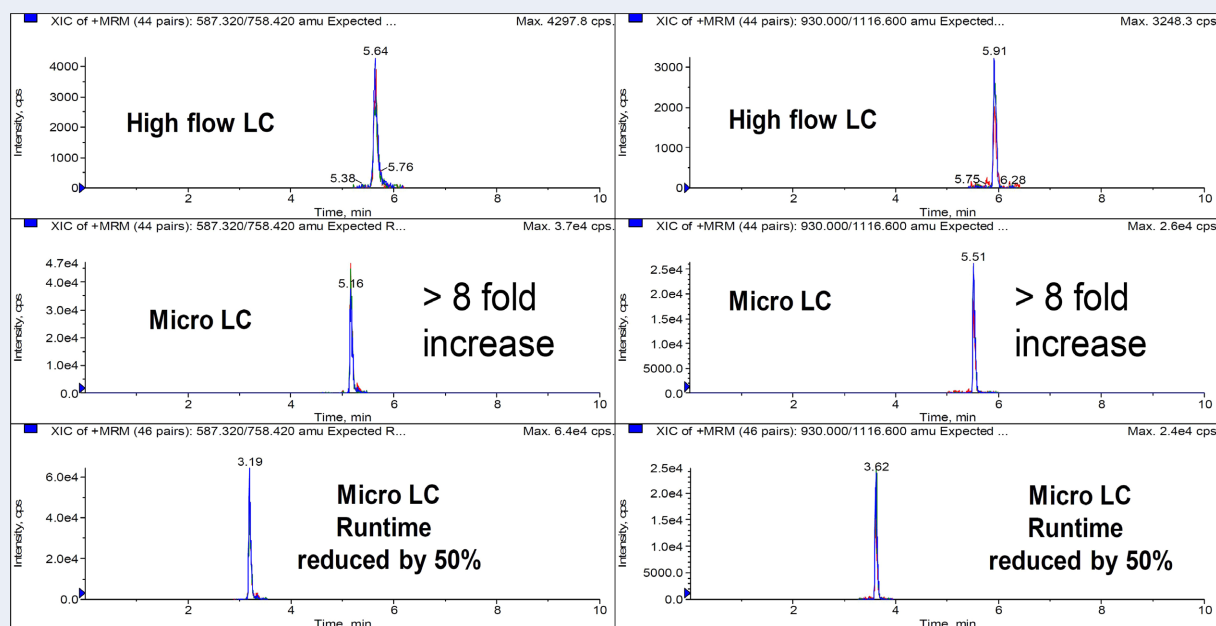 XIC of +MRM (44 pairs): 587.320/758.420 amu Expected ... Max. 4297.8 cps.
5.64
4000
3000
2000
1000
0
Intensity, cps
High flow LC
5.38
5.76
2 4 6 8 10
Time, min
XIC of +MRM (44 pairs): 930.000/1116.600 amu Expected... Max. 3248.3 cps.
5.91
3000
2000
1000
0
Intensity, cps
High flow LC
5.75
6.28
2 4 6 8 10
Time, min
XIC of +MRM (44 pairs): 587.320/758.420 amu Expected R... Max. 3.7e4 cps.
4.7e4
4.0e4
3.0e4
2.0e4
1.0e4
0.0
Intensity, cps
5.16
Micro LC
> 8 fold
increase
2 4 6 8 10
Time, min
XIC of +MRM (44 pairs): 930.000/1116.600 amu Expected ... Max. 2.6e4 cps.
5.51
2.5e4
2.0e4
1.5e4
1.0e4
5000.0
0.0
Intensity, cps
Micro LC
> 8 fold
increase
2 4 6 8 10
Time, min
XIC of +MRM (46 pairs): 587.320/758.420 amu Expected R... Max. 6.4e4 cps.
3.19
6.0e4
4.0e4
2.0e4
0.0
Intensity, cps
Micro LC
Runtime
reduced by 50%
2 4 6 8 10
Time, min
XIC of +MRM (46 pairs): 930.000/1116.600 amu Expected ... Max. 2.4e4 cps.
3.62
2.5e4
2.0e4
1.5e4
1.0e4
5000.0
0.0
Intensity, cps
Micro LC
Runtime
reduced by 50%
2 4 6 8 10
Time, min